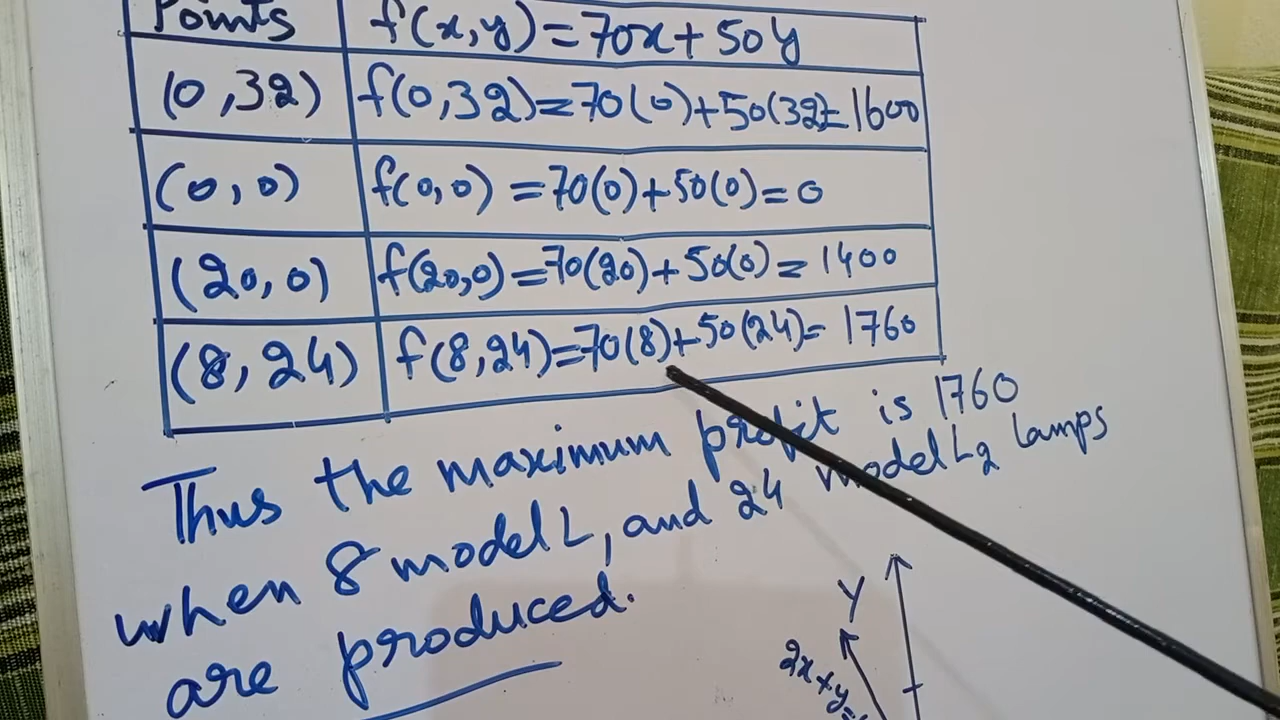 Points f(x,y)=70x+50y
(0,32) f(0,32)=70(0)+50(32)=1600
(0,0) f(0,0)=70(0)+50(0)=0
(20,0) f(20,0)=70(20)+50(0)=1400
(8,24) f(8,24)=70(8)+50(24)=1760
Thus the maximum profit is 1760
when 8 model L, and 24 model L₂ lamps
are produced.
Y
2x+y=